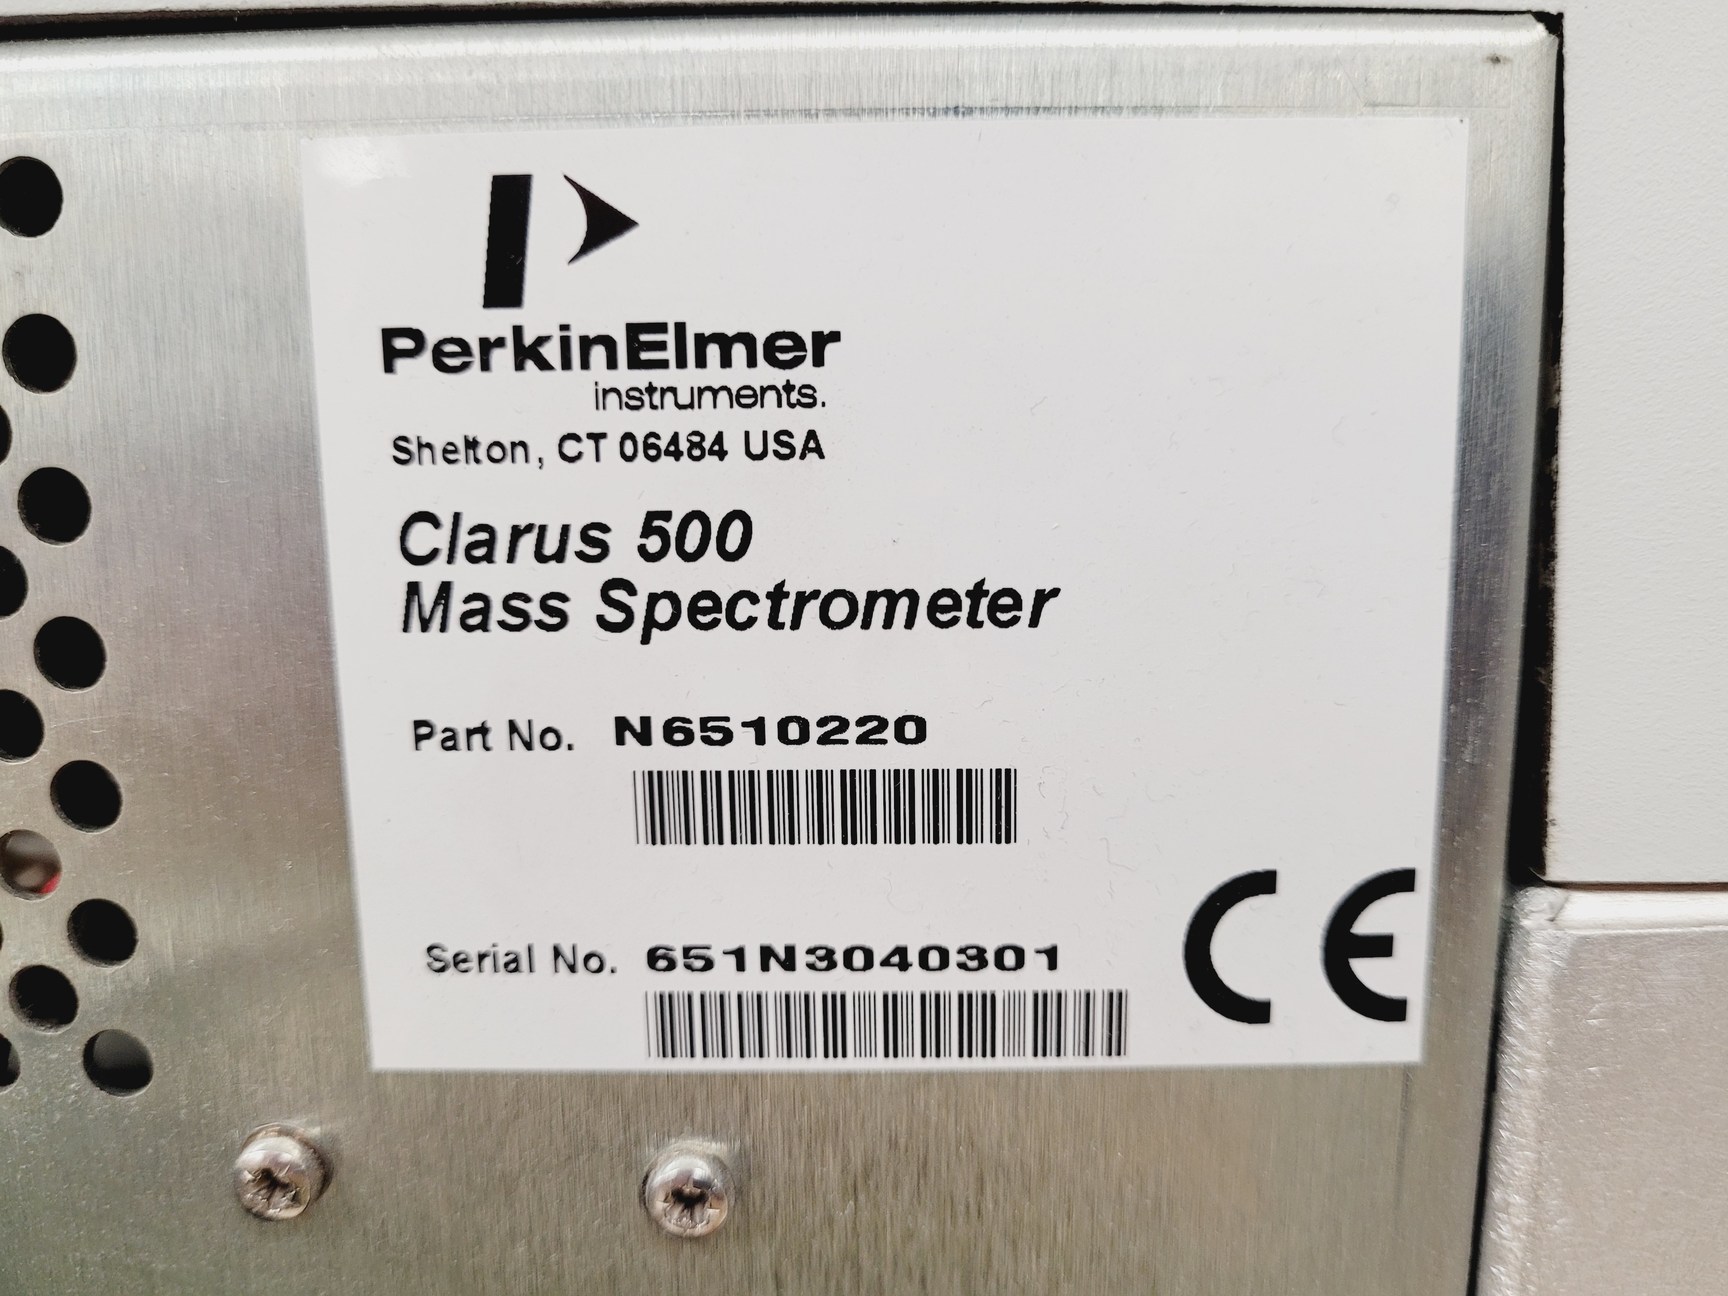 PerkinElmer
instruments.
Shelton, CT 06484 USA
Clarus 500
Mass Spectrometer
Part No. N6510220
Serial No. 651N3040301
CE